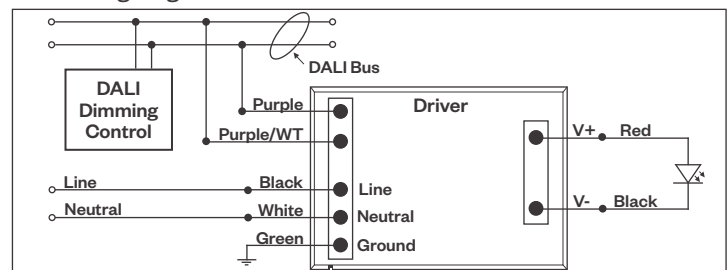 DALI Bus
DALI
Dimming
Control
Driver
Purple
Purple/WT
V+ Red
Line Black Line
V- Black
Neutral White Neutral
Green Ground